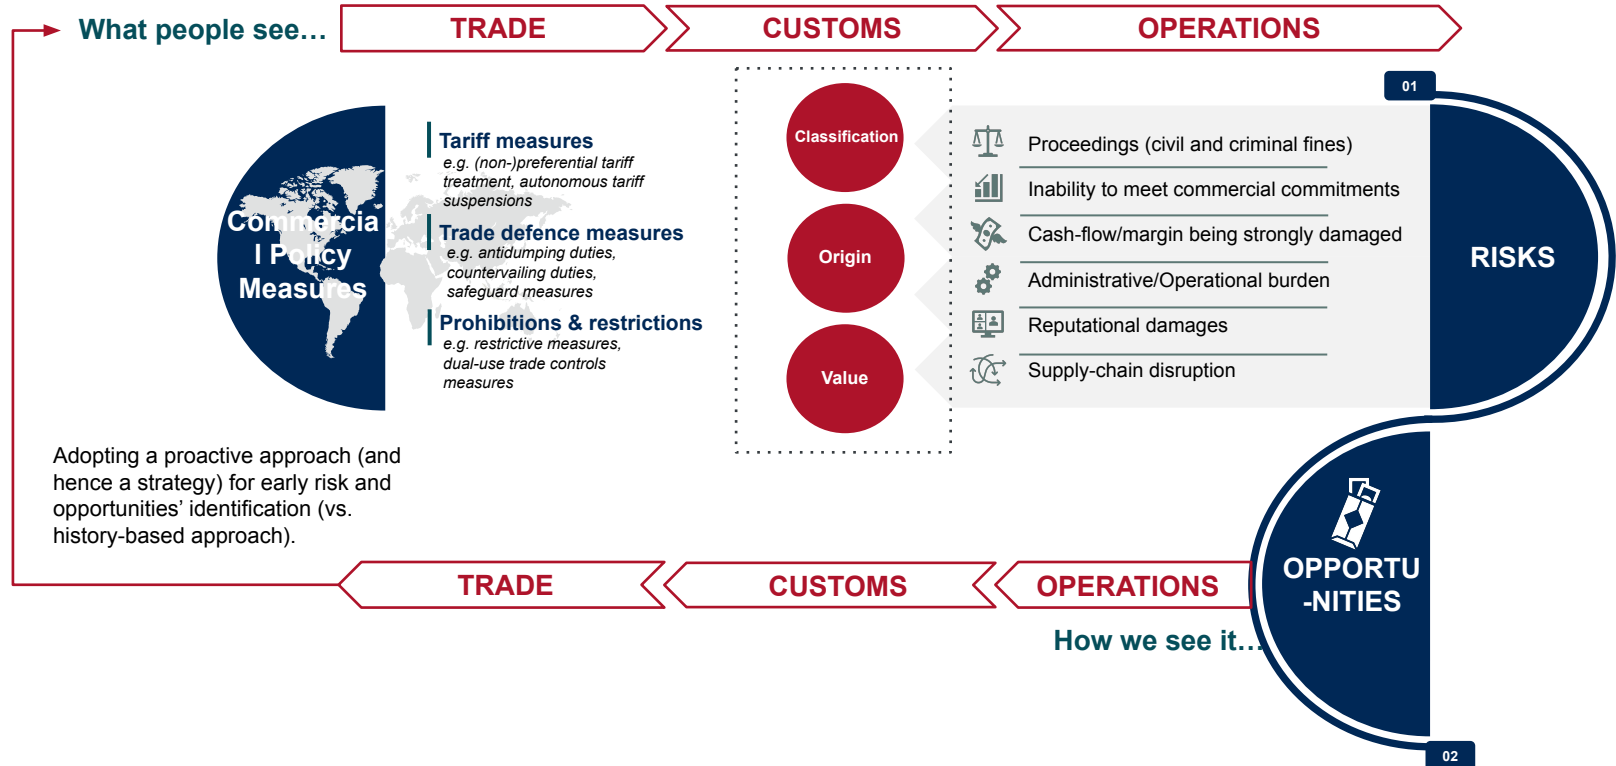 What people see…
TRADE
CUSTOMS
OPERATIONS
01
Commercia
l Policy
Measures
Tariff measures
e.g. (non-)preferential tariff
treatment, autonomous tariff
suspensions
Trade defence measures
e.g. antidumping duties,
countervailing duties,
safeguard measures
Prohibitions & restrictions
e.g. restrictive measures,
dual-use trade controls
measures
Classification
Origin
Value
Proceedings (civil and criminal fines)
Inability to meet commercial commitments
Cash-flow/margin being strongly damaged
Administrative/Operational burden
Reputational damages
Supply-chain disruption
RISKS
Adopting a proactive approach (and
hence a strategy) for early risk and
opportunities’ identification (vs.
history-based approach).
TRADE
CUSTOMS
OPERATIONS
OPPORTU
-NITIES
How we see it…
02